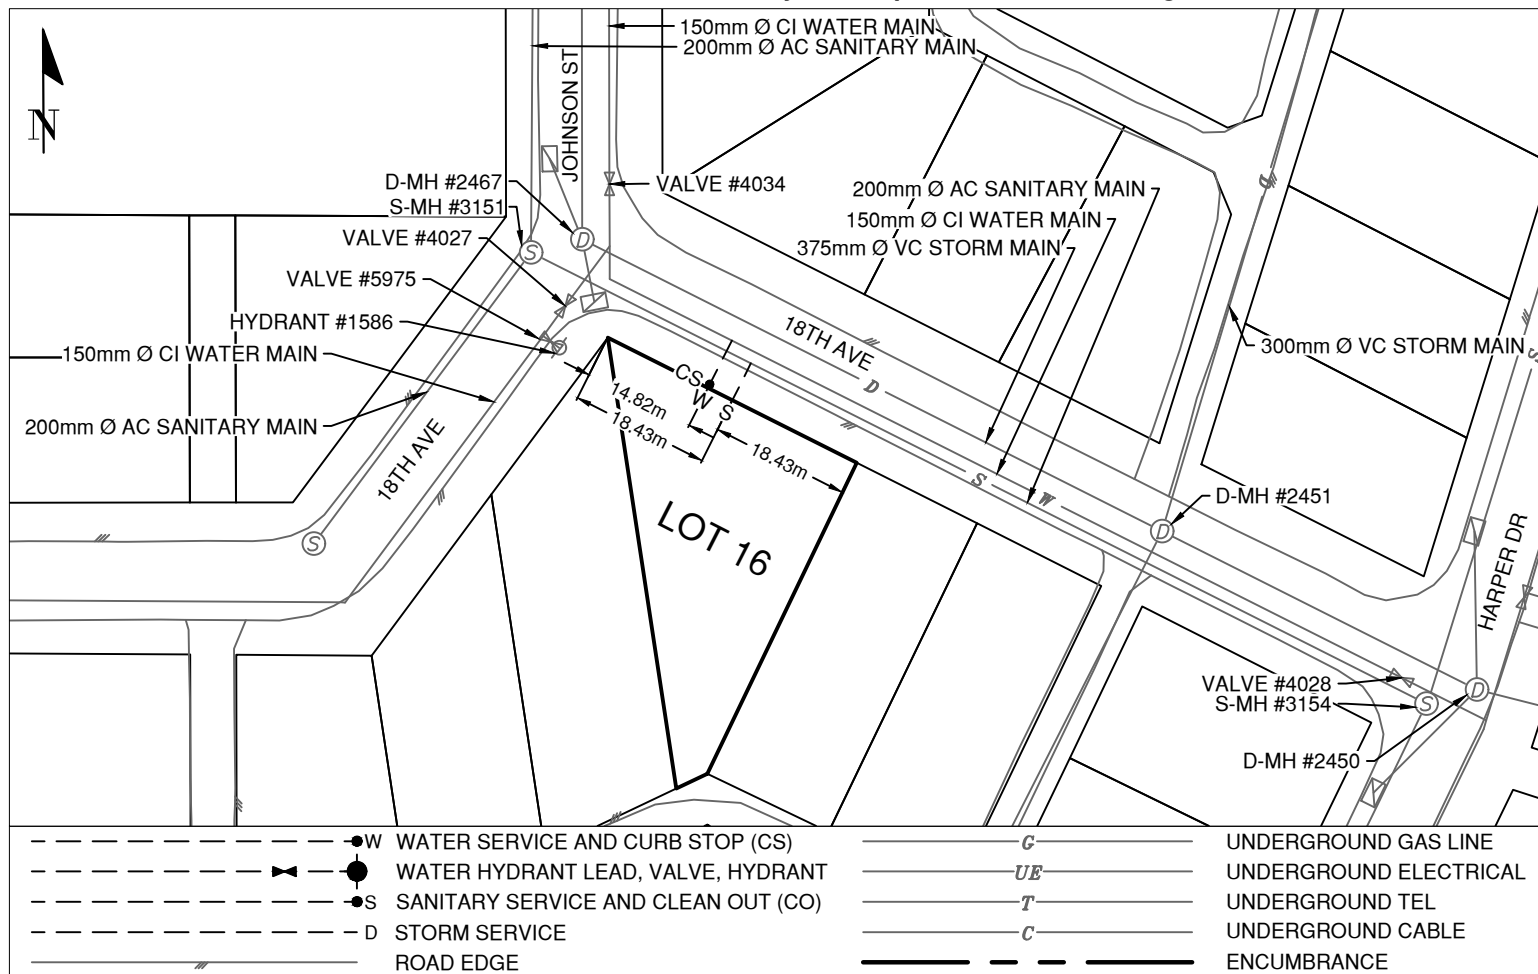 150mm Ø CI WATER MAIN
200mm Ø AC SANITARY MAIN
N
JOHNSON ST
D-MH #2467
S-MH #3151
VALVE #4034
VALVE #4027
VALVE #5975
HYDRANT #1586
150mm Ø CI WATER MAIN
200mm Ø AC SANITARY MAIN
200mm Ø AC SANITARY MAIN
150mm Ø CI WATER MAIN
375mm Ø VC STORM MAIN
D
S
D
18TH AVE
D
300mm Ø VC STORM MAIN
CS
W
S
14.82m
18.43m
18.43m
18TH AVE
S
W
D-MH #2451
D
LOT 16
S
HARPER DR
VALVE #4028
S-MH #3154
S
D
D-MH #2450
W WATER SERVICE AND CURB STOP (CS)
WATER HYDRANT LEAD, VALVE, HYDRANT
S SANITARY SERVICE AND CLEAN OUT (CO)
D STORM SERVICE
ROAD EDGE
G UNDERGROUND GAS LINE
UE UNDERGROUND ELECTRICAL
T UNDERGROUND TEL
C UNDERGROUND CABLE
ENCUMBRANCE